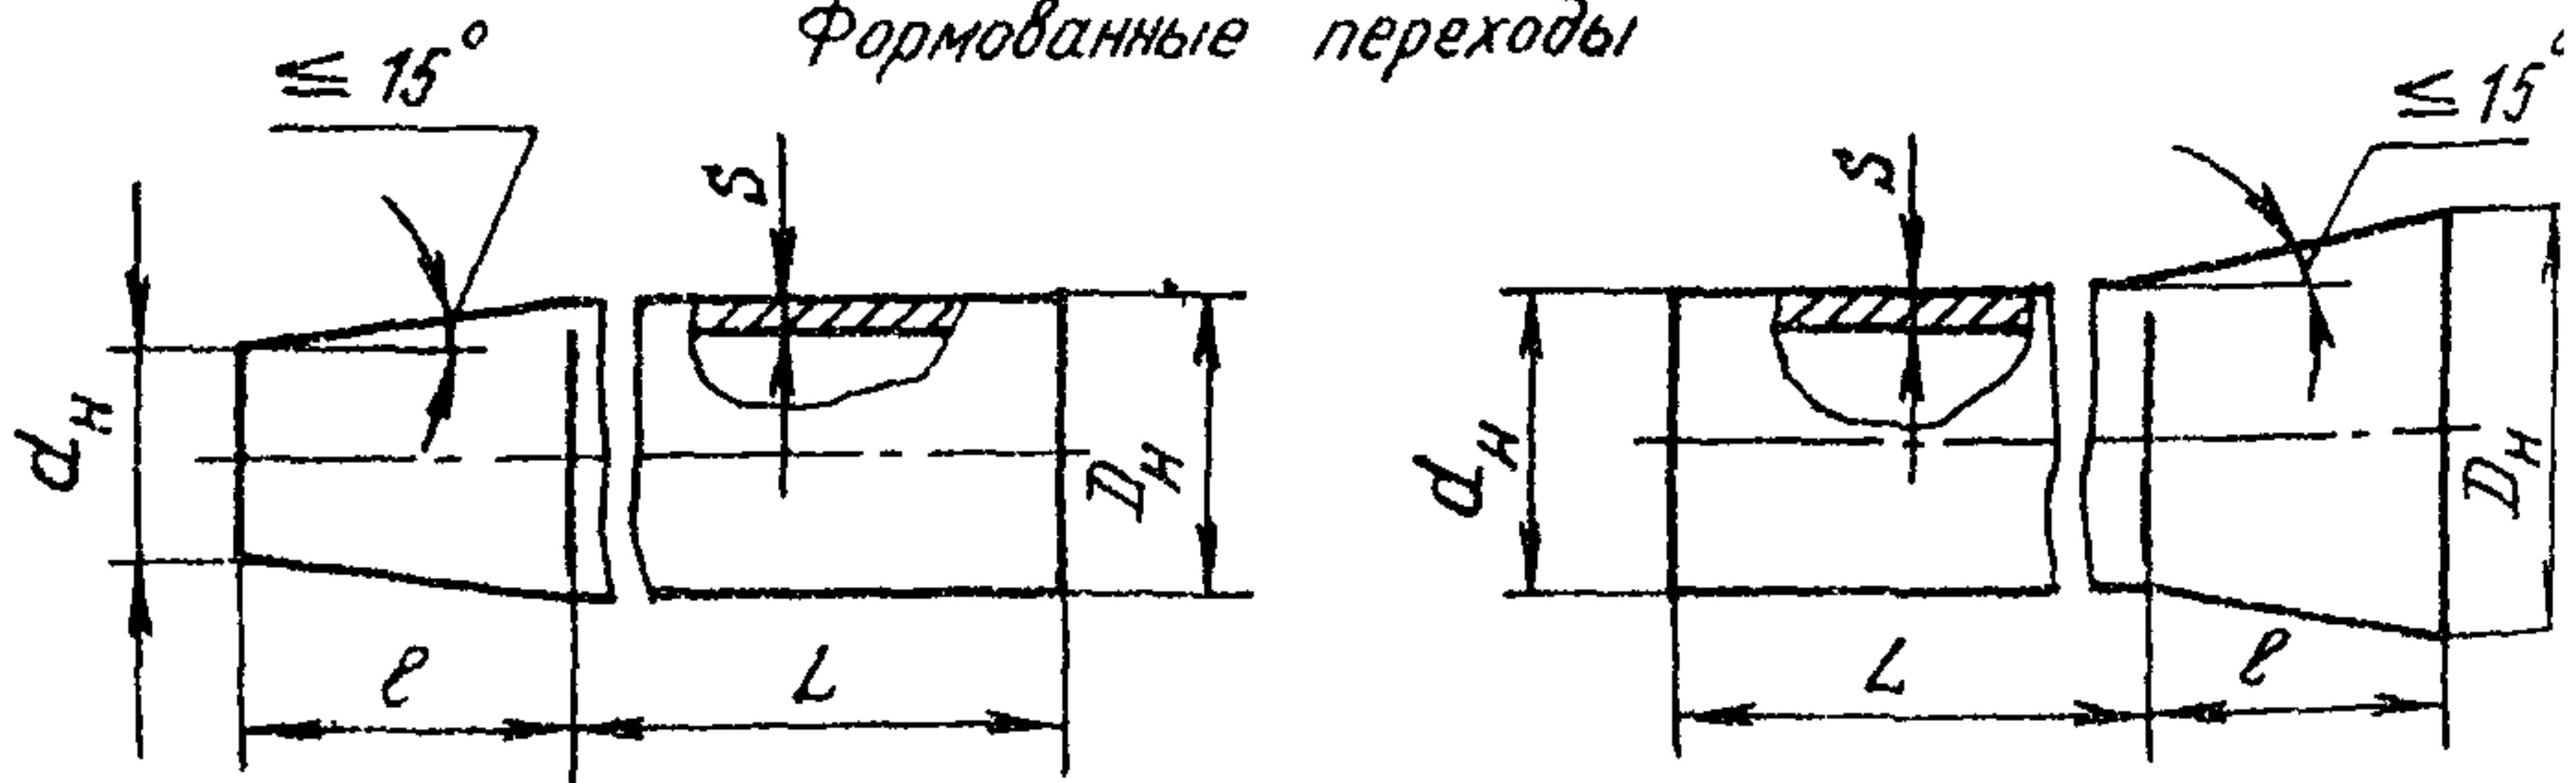 Формованные переходы
≤ 15°
≤ 15°
S
S
dн
Dн
dн
Dн
l
L
L
l